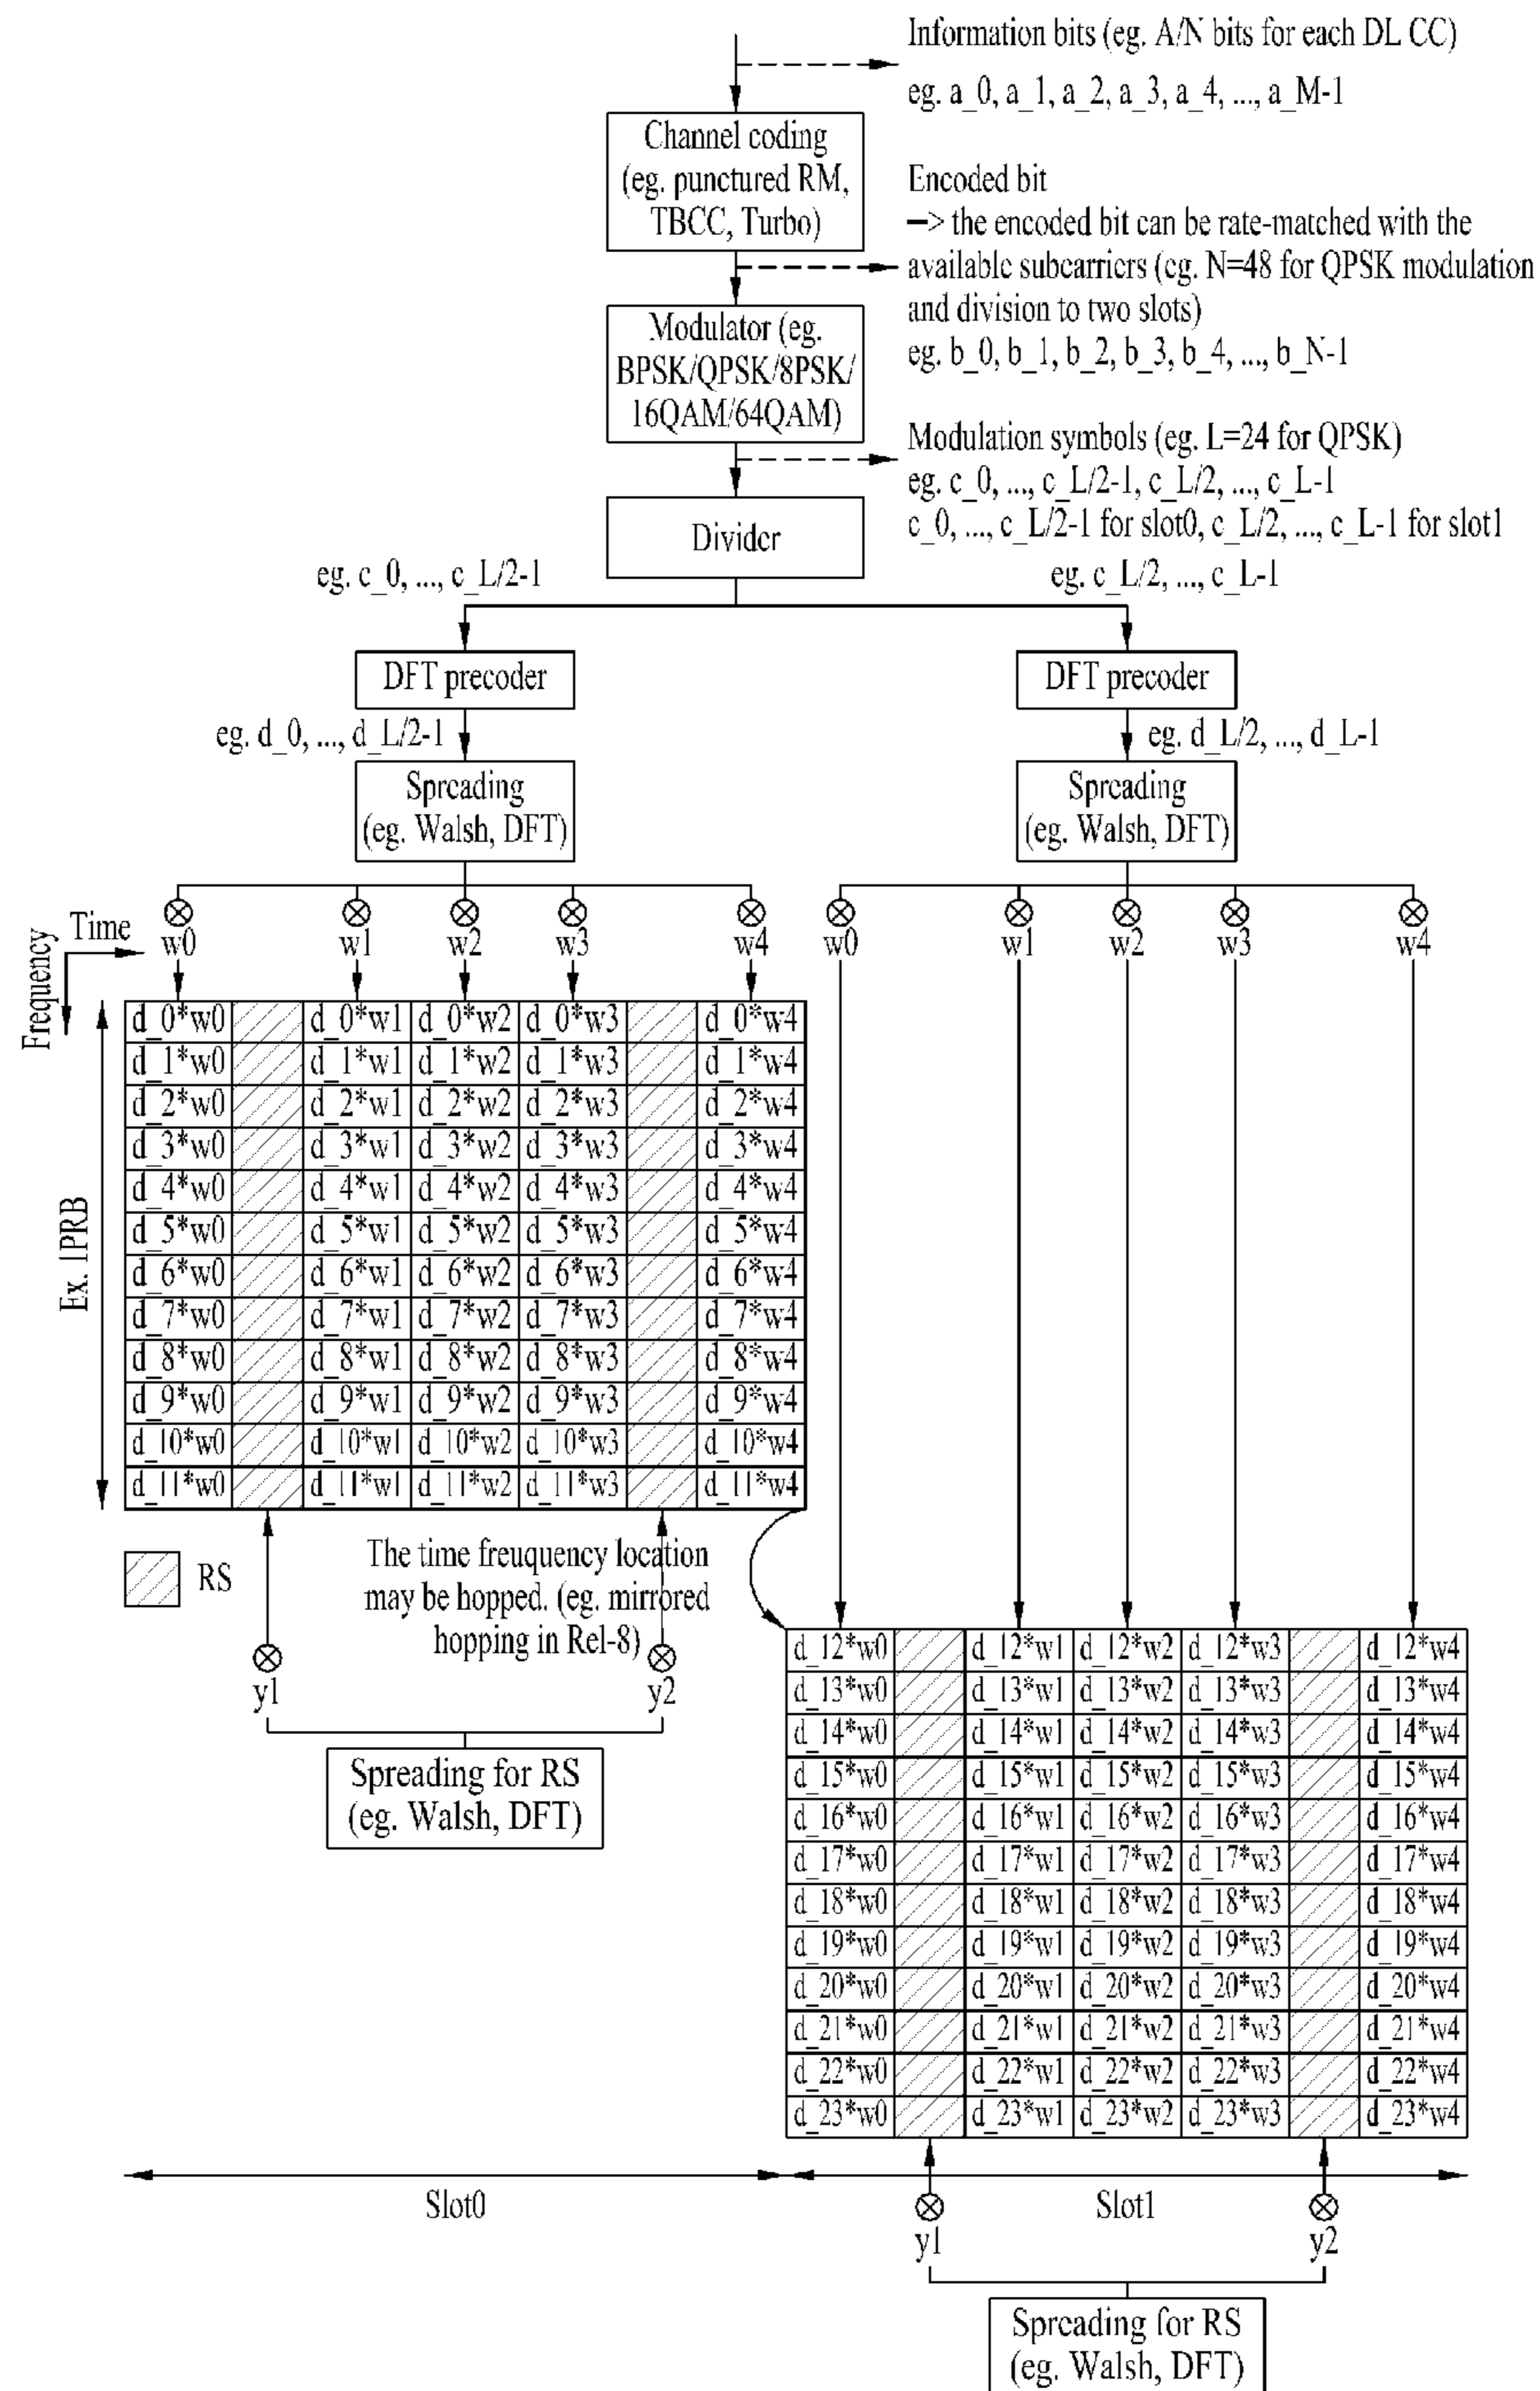 Information bits (eg. A/N bits for each DL CC)
eg. a_0, a_1, a_2, a_3, a_4, ..., a_M-1
Channel coding
(eg. punctured RM,
TBCC, Turbo)
Encoded bit
–> the encoded bit can be rate-matched with the
available subcarriers (eg. N=48 for QPSK modulation
and division to two slots)
eg. b_0, b_1, b_2, b_3, b_4, ..., b_N-1
Modulator (eg.
BPSK/QPSK/8PSK/
16QAM/64QAM)
Modulation symbols (eg. L=24 for QPSK)
eg. c_0, ..., c_L/2-1, c_L/2, ..., c_L-1
c_0, ..., c_L/2-1 for slot0, c_L/2, ..., c_L-1 for slot1
Divider
eg. c_0, ..., c_L/2-1
eg. c_L/2, ..., c_L-1
DFT precoder
DFT precoder
eg. d_0, ..., d_L/2-1
eg. d_L/2, ..., d_L-1
Spreading
(eg. Walsh, DFT)
Spreading
(eg. Walsh, DFT)
Time
Frequency
w0 w1 w2 w3 w4 w0 w1 w2 w3 w4
Ex. 1PRB
d_0*w0 d_0*w1 d_0*w2 d_0*w3 d_0*w4
d_1*w0 d_1*w1 d_1*w2 d_1*w3 d_1*w4
d_2*w0 d_2*w1 d_2*w2 d_2*w3 d_2*w4
d_3*w0 d_3*w1 d_3*w2 d_3*w3 d_3*w4
d_4*w0 d_4*w1 d_4*w2 d_4*w3 d_4*w4
d_5*w0 d_5*w1 d_5*w2 d_5*w3 d_5*w4
d_6*w0 d_6*w1 d_6*w2 d_6*w3 d_6*w4
d_7*w0 d_7*w1 d_7*w2 d_7*w3 d_7*w4
d_8*w0 d_8*w1 d_8*w2 d_8*w3 d_8*w4
d_9*w0 d_9*w1 d_9*w2 d_9*w3 d_9*w4
d_10*w0 d_10*w1 d_10*w2 d_10*w3 d_10*w4
d_11*w0 d_11*w1 d_11*w2 d_11*w3 d_11*w4
RS
The time freuquency location
may be hopped. (eg. mirrored
hopping in Rel-8)
y1 y2
Spreading for RS
(eg. Walsh, DFT)
d_12*w0 d_12*w1 d_12*w2 d_12*w3 d_12*w4
d_13*w0 d_13*w1 d_13*w2 d_13*w3 d_13*w4
d_14*w0 d_14*w1 d_14*w2 d_14*w3 d_14*w4
d_15*w0 d_15*w1 d_15*w2 d_15*w3 d_15*w4
d_16*w0 d_16*w1 d_16*w2 d_16*w3 d_16*w4
d_17*w0 d_17*w1 d_17*w2 d_17*w3 d_17*w4
d_18*w0 d_18*w1 d_18*w2 d_18*w3 d_18*w4
d_19*w0 d_19*w1 d_19*w2 d_19*w3 d_19*w4
d_20*w0 d_20*w1 d_20*w2 d_20*w3 d_20*w4
d_21*w0 d_21*w1 d_21*w2 d_21*w3 d_21*w4
d_22*w0 d_22*w1 d_22*w2 d_22*w3 d_22*w4
d_23*w0 d_23*w1 d_23*w2 d_23*w3 d_23*w4
Slot0
Slot1
y1 y2
Spreading for RS
(eg. Walsh, DFT)